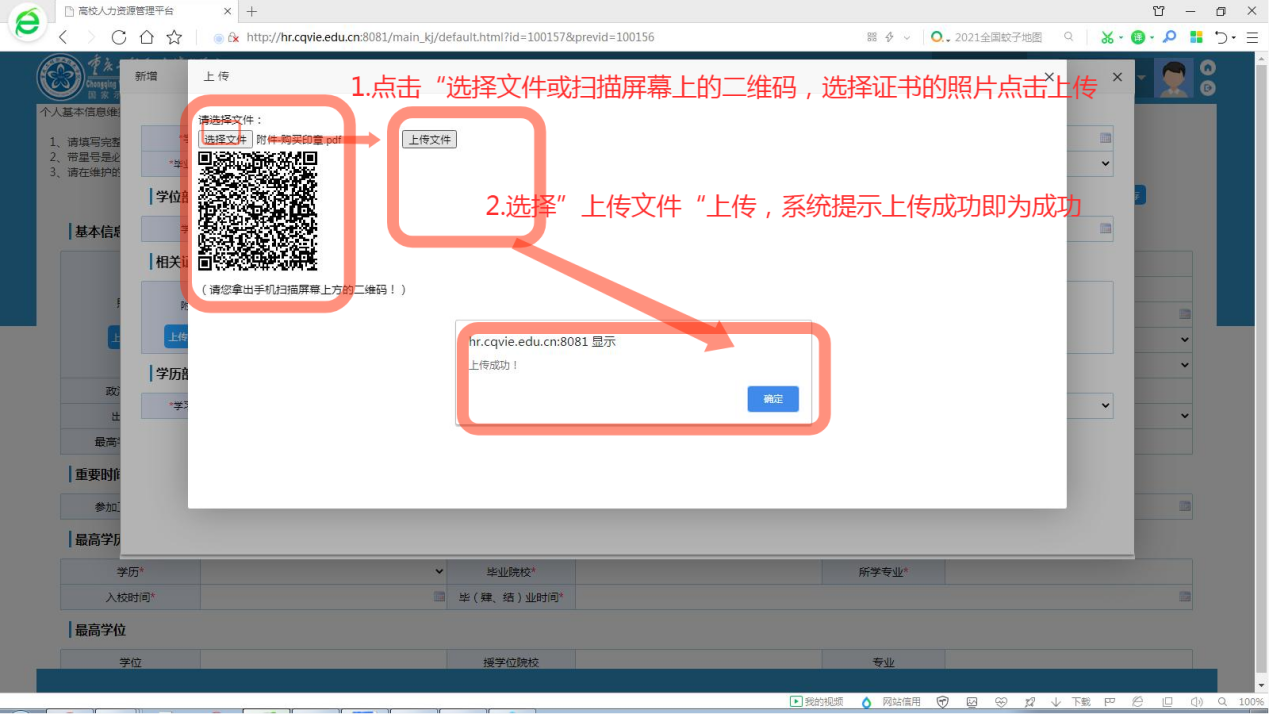 高校人力资源管理平台
http://hr.cqvie.edu.cn:8081/main_kj/default.html?id=100157&previd=100156
2021全国蚊子地图
新增
上传
1.点击“选择文件或扫描屏幕上的二维码，选择证书的照片点击上传
个人基本信息维
1、请填写完整
2、带星号是必
3、请在维护的
请选择文件：
选择文件 附件-购买印章.pdf
上传文件
2.选择”上传文件“上传，系统提示上传成功即为成功
（请您拿出手机扫描屏幕上方的二维码！）
学位
基本信息
相关
上传
学历
hr.cqvie.edu.cn:8081 显示
上传成功！
确定
政
最高
重要时间
参加
最高学历
学历*
毕业院校*
所学专业*
入校时间*
毕（肄、结）业时间*
最高学位
学位
授学位院校
专业
我的视频
网站信用
下载
100%